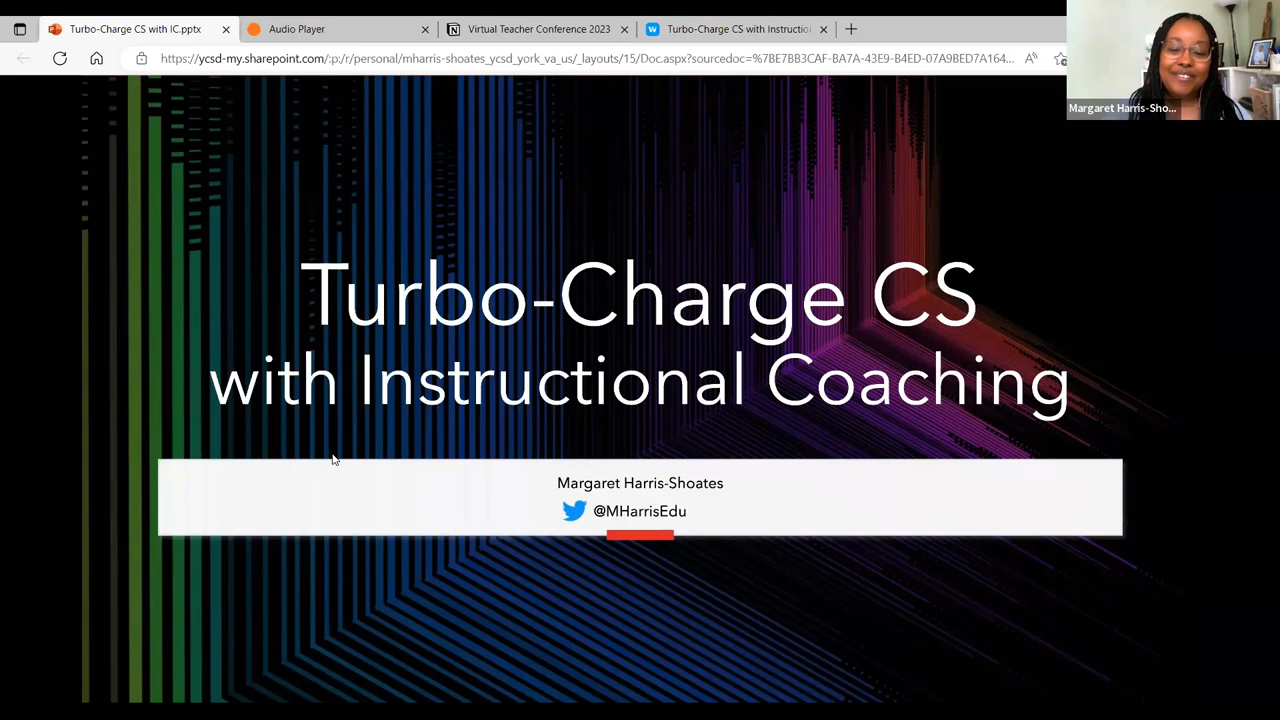 Turbo-Charge CS with IC.pptx
Audio Player
Virtual Teacher Conference 2023
Turbo-Charge CS with Instructio
https://ycsd-my.sharepoint.com/:p:/r/personal/mharris-shoates_ycsd_york_va_us/_layouts/15/Doc.aspx?sourcedoc=%7BE7BB3CAF-BA7A-43E9-B4ED-07A9BED7A164...
Margaret Harris-Sho...
Turbo-Charge CS
with Instructional Coaching
Margaret Harris-Shoates
@MHarrisEdu